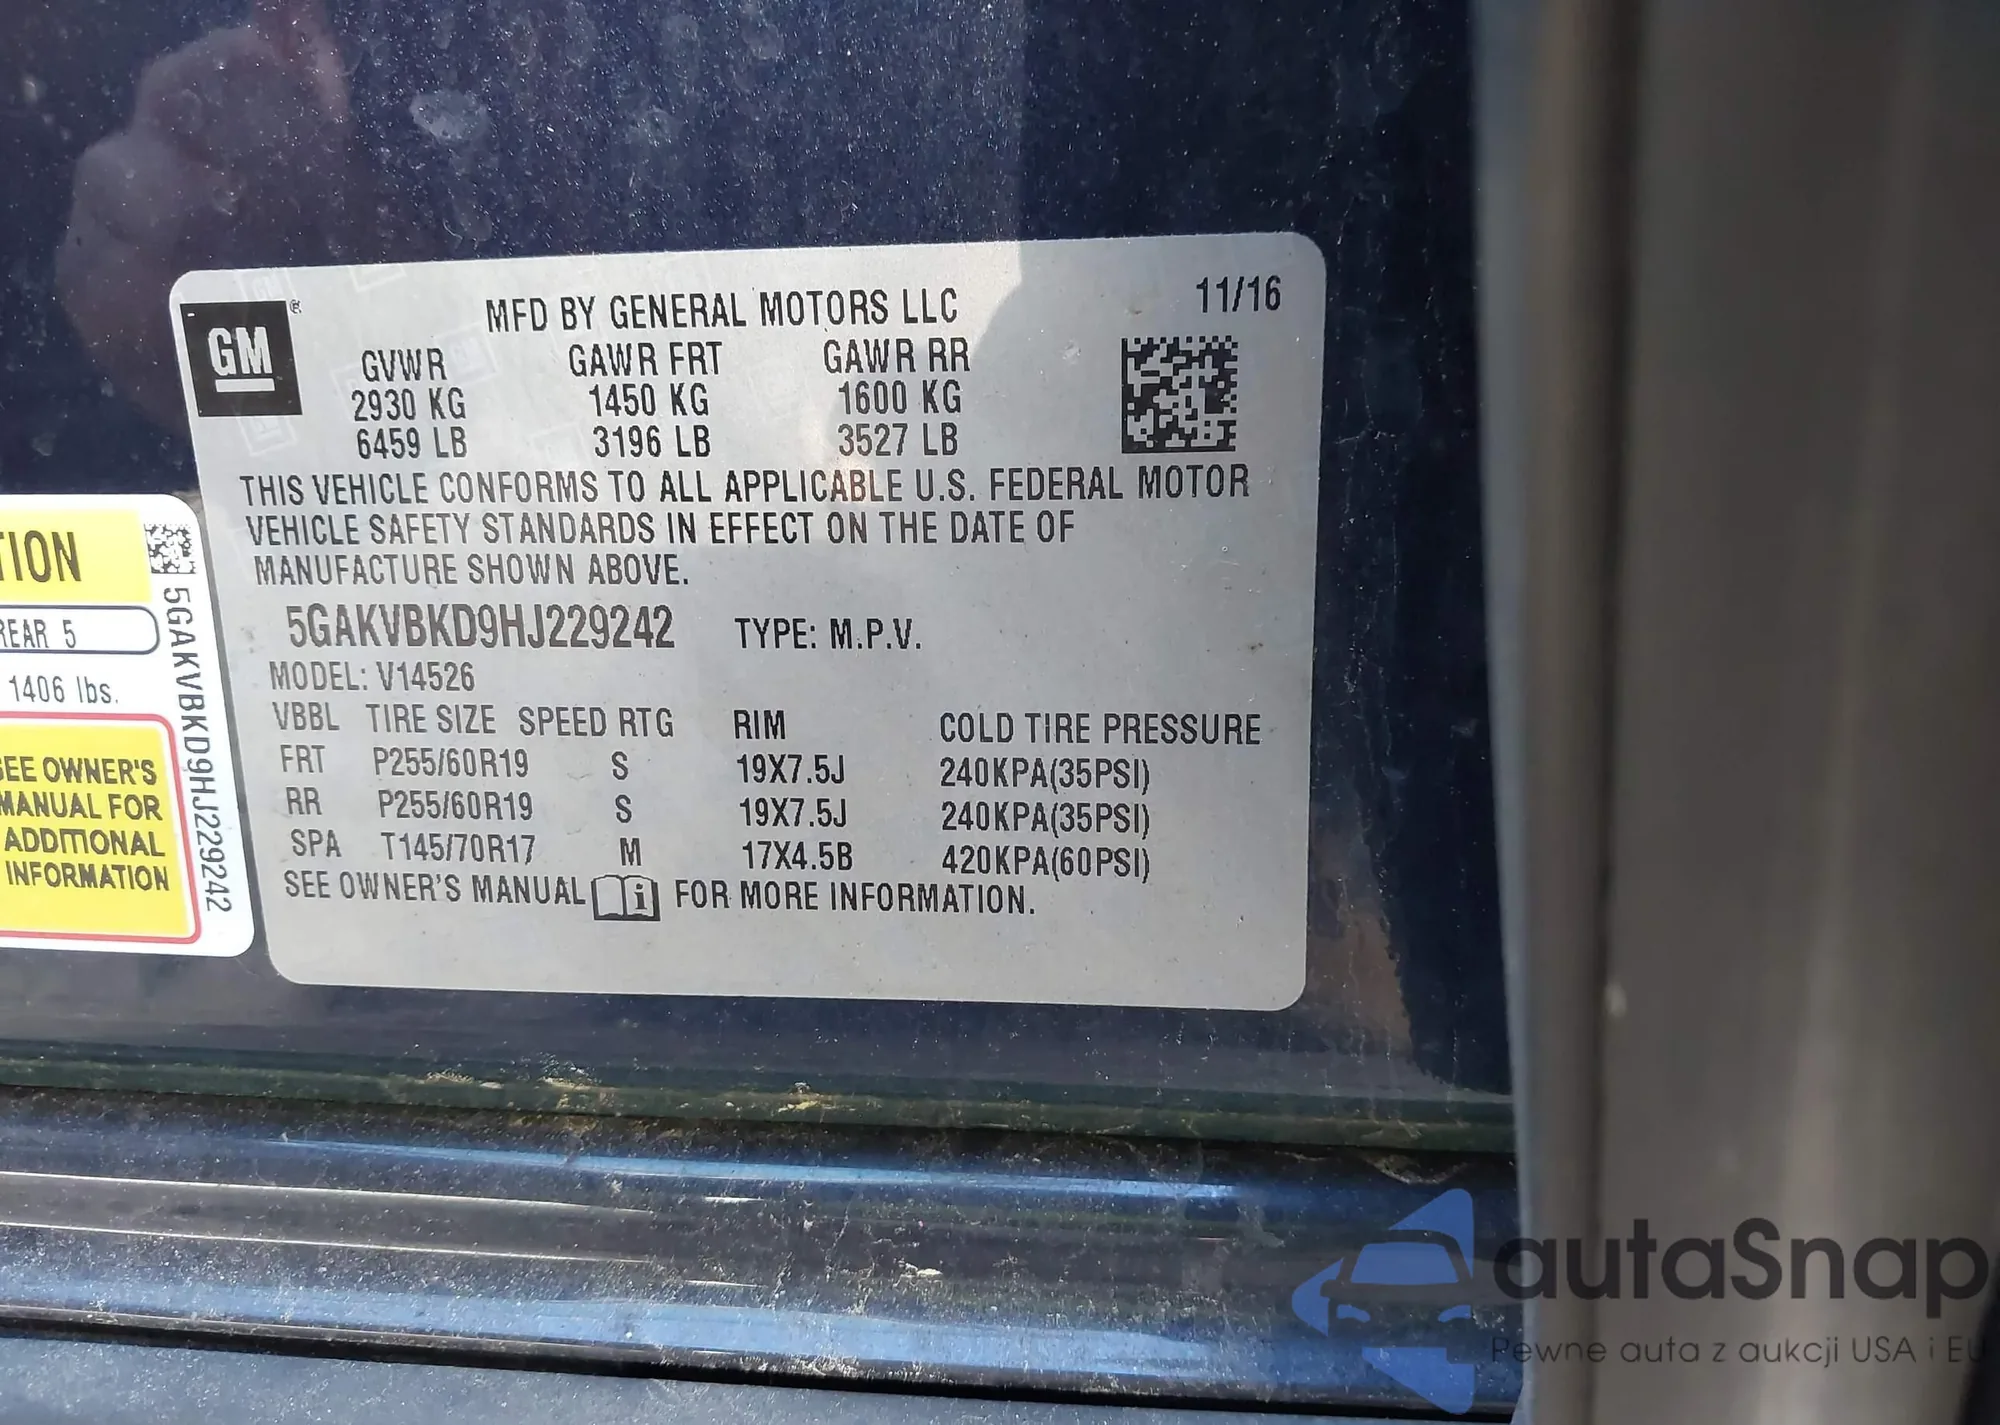 GM
MFD BY GENERAL MOTORS LLC 11/16
GVWR GAWR FRT GAWR RR
2930 KG 1450 KG 1600 KG
6459 LB 3196 LB 3527 LB
THIS VEHICLE CONFORMS TO ALL APPLICABLE U.S. FEDERAL MOTOR
VEHICLE SAFETY STANDARDS IN EFFECT ON THE DATE OF
MANUFACTURE SHOWN ABOVE.
5GAKVBKD9HJ229242 TYPE: M.P.V.
MODEL: V14526
VBBL TIRE SIZE SPEED RTG RIM COLD TIRE PRESSURE
FRT P255/60R19 S 19X7.5J 240KPA(35PSI)
RR P255/60R19 S 19X7.5J 240KPA(35PSI)
SPA T145/70R17 M 17X4.5B 420KPA(60PSI)
SEE OWNER'S MANUAL i FOR MORE INFORMATION.
TION
REAR 5
1406 lbs.
SEE OWNER'S
MANUAL FOR
ADDITIONAL
INFORMATION
5GAKVBKD9HJ229242
autaSnap
Pewne auta z aukcji USA i EU